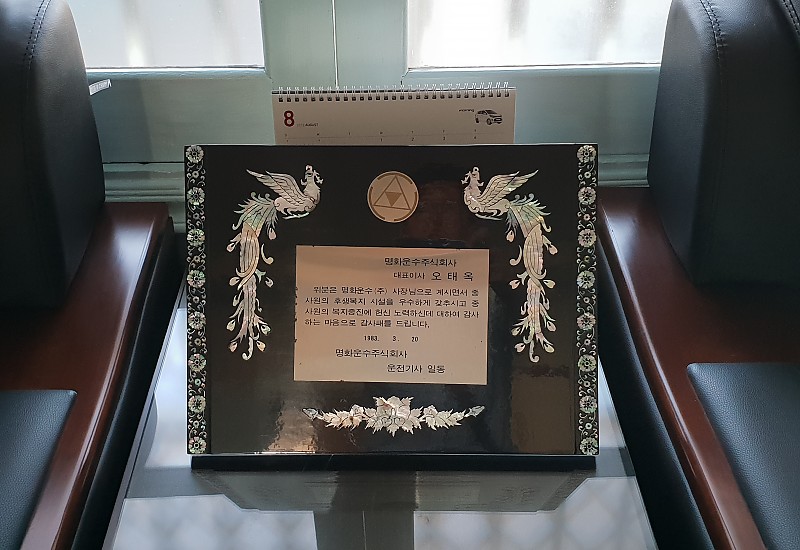 8
AUGUST
명화운수주식회사
대표이사 오 태 옥
위분은 명화운수(주) 사장님으로 계시면서 종
사원의 후생복지 시설을 우수하게 갖추시고 종
사원의 복지증진에 헌신 노력하신데 대하여 감사
하는 마음으로 감사패를 드립니다.
1983. 3. 20
명화운수주식회사
운전기사 일동